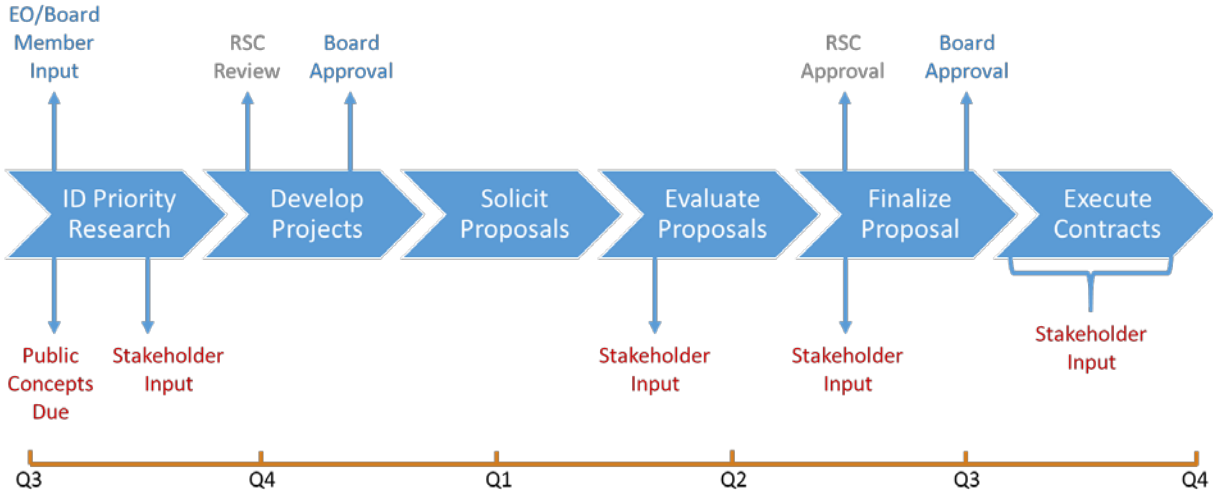 EO/Board
Member
Input
RSC
Review
Board
Approval
RSC
Approval
Board
Approval
ID Priority
Research
Develop
Projects
Solicit
Proposals
Evaluate
Proposals
Finalize
Proposal
Execute
Contracts
Public
Concepts
Due
Stakeholder
Input
Stakeholder
Input
Stakeholder
Input
Stakeholder
Input
Q3
Q4
Q1
Q2
Q3
Q4